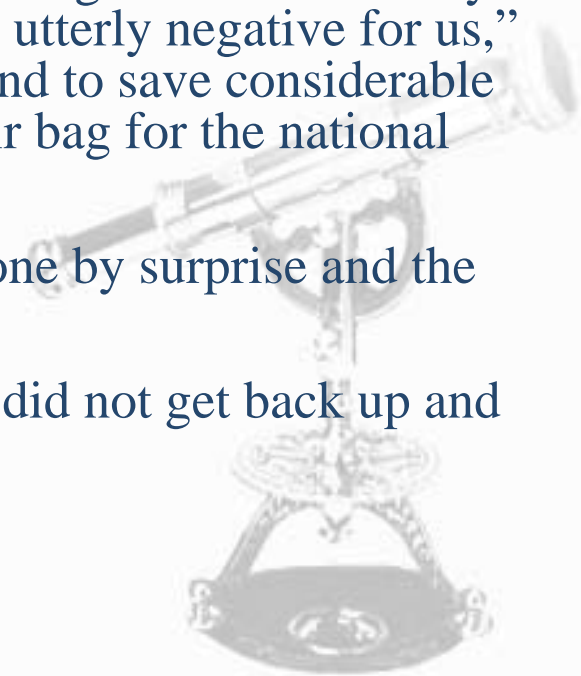 utterly negative for us,”
nd to save considerable
r bag for the national
one by surprise and the
did not get back up and